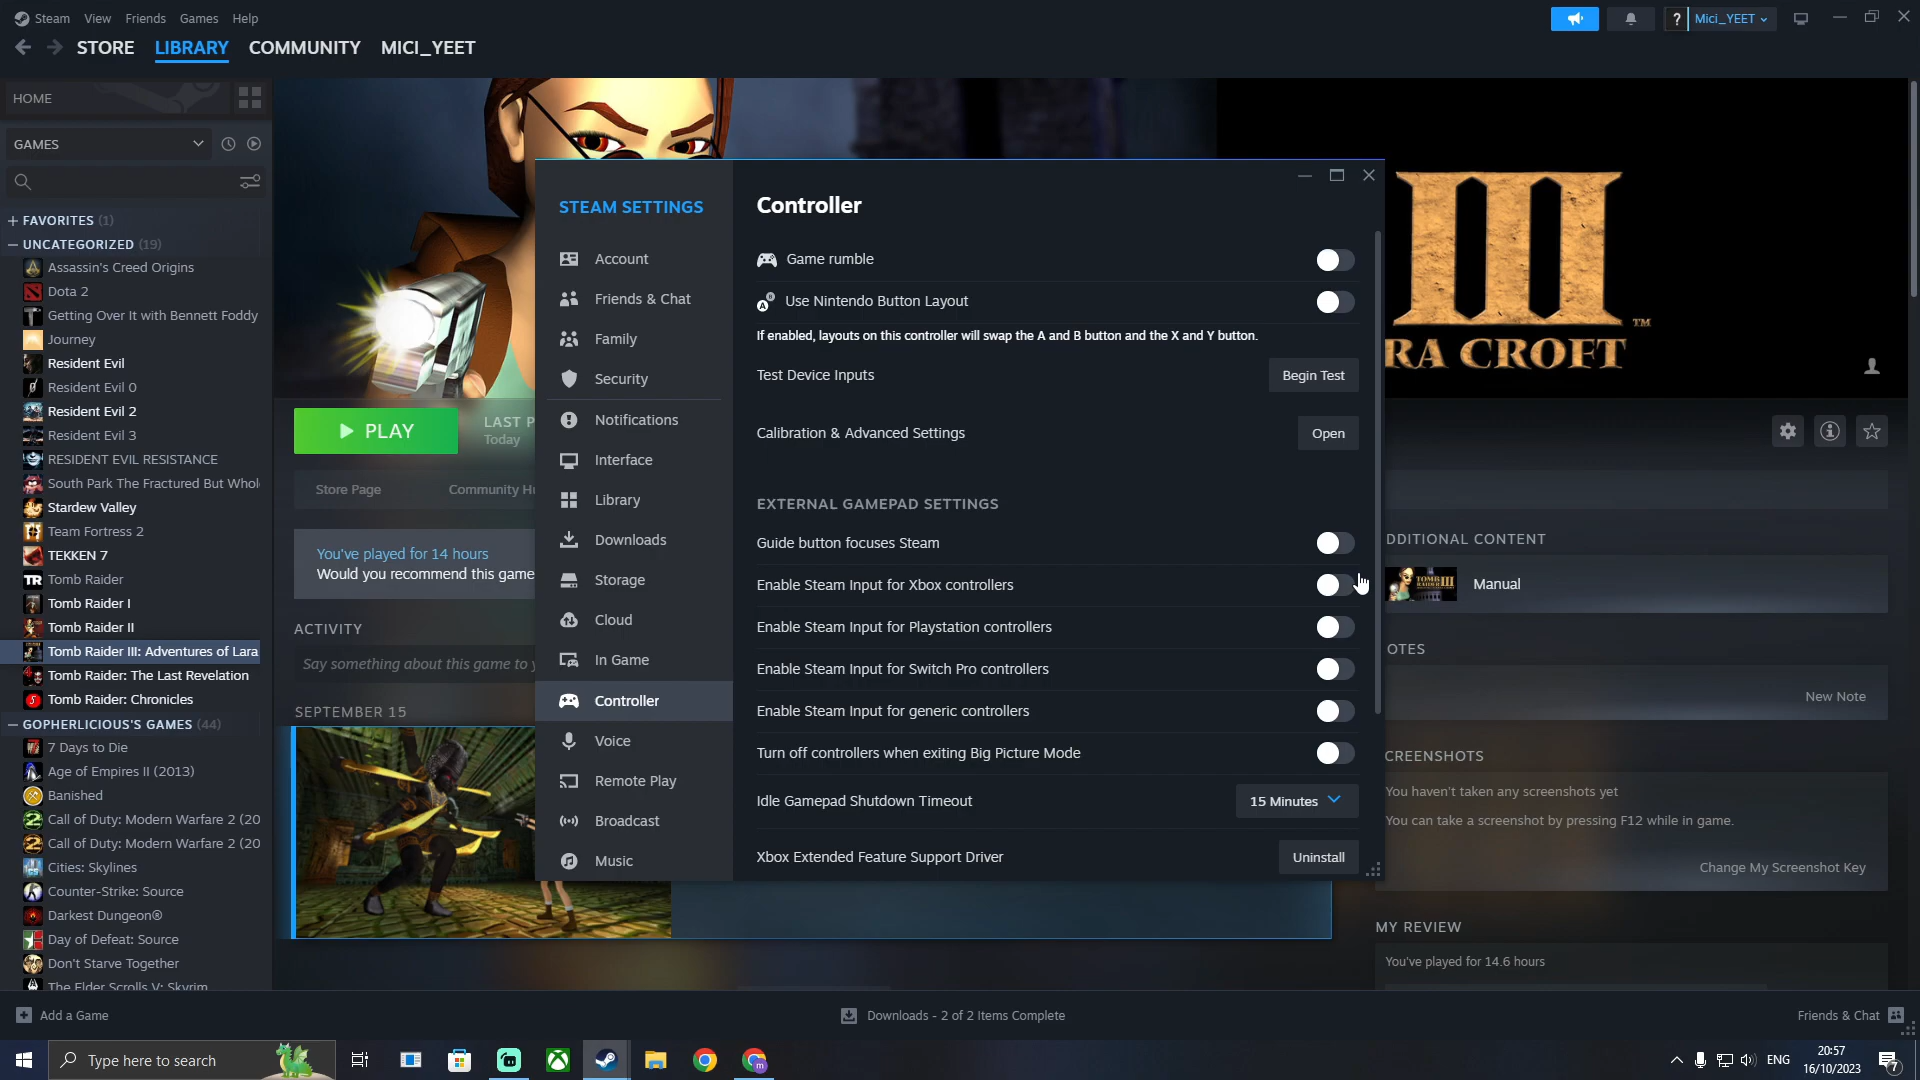 Steam View Friends Games Help
? Mici_YEET
STORE LIBRARY COMMUNITY MICI_YEET
HOME
GAMES
+ FAVORITES (1)
– UNCATEGORIZED (19)
Assassin's Creed Origins
Dota 2
Getting Over It with Bennett Foddy
Journey
Resident Evil
Resident Evil 0
Resident Evil 2
Resident Evil 3
RESIDENT EVIL RESISTANCE
South Park The Fractured But Whol
Stardew Valley
Team Fortress 2
TEKKEN 7
TR Tomb Raider
Tomb Raider I
Tomb Raider II
Tomb Raider III: Adventures of Lara
Tomb Raider: The Last Revelation
Tomb Raider: Chronicles
– GOPHERLICIOUS'S GAMES (44)
7 Days to Die
Age of Empires II (2013)
Banished
Call of Duty: Modern Warfare 2 (20
Call of Duty: Modern Warfare 2 (20
Cities: Skylines
Counter-Strike: Source
Darkest Dungeon®
Day of Defeat: Source
Don't Starve Together
The Elder Scrolls V: Skyrim
Add a Game
III ™
RA CROFT
PLAY
LAST P
Today
Store Page Community Hu
You've played for 14 hours
Would you recommend this game
ACTIVITY
Say something about this game to y
SEPTEMBER 15
STEAM SETTINGS
Account
Friends & Chat
Family
Security
Notifications
Interface
Library
Downloads
Storage
Cloud
In Game
Controller
Voice
Remote Play
Broadcast
Music
Controller
Game rumble
Use Nintendo Button Layout
If enabled, layouts on this controller will swap the A and B button and the X and Y button.
Test Device Inputs Begin Test
Calibration & Advanced Settings Open
EXTERNAL GAMEPAD SETTINGS
Guide button focuses Steam
Enable Steam Input for Xbox controllers
Enable Steam Input for Playstation controllers
Enable Steam Input for Switch Pro controllers
Enable Steam Input for generic controllers
Turn off controllers when exiting Big Picture Mode
Idle Gamepad Shutdown Timeout 15 Minutes
Xbox Extended Feature Support Driver Uninstall
DDITIONAL CONTENT
Manual
OTES
New Note
CREENSHOTS
You haven't taken any screenshots yet
You can take a screenshot by pressing F12 while in game.
Change My Screenshot Key
MY REVIEW
You've played for 14.6 hours
Downloads - 2 of 2 Items Complete
Friends & Chat
Type here to search
ENG
20:57
16/10/2023
7